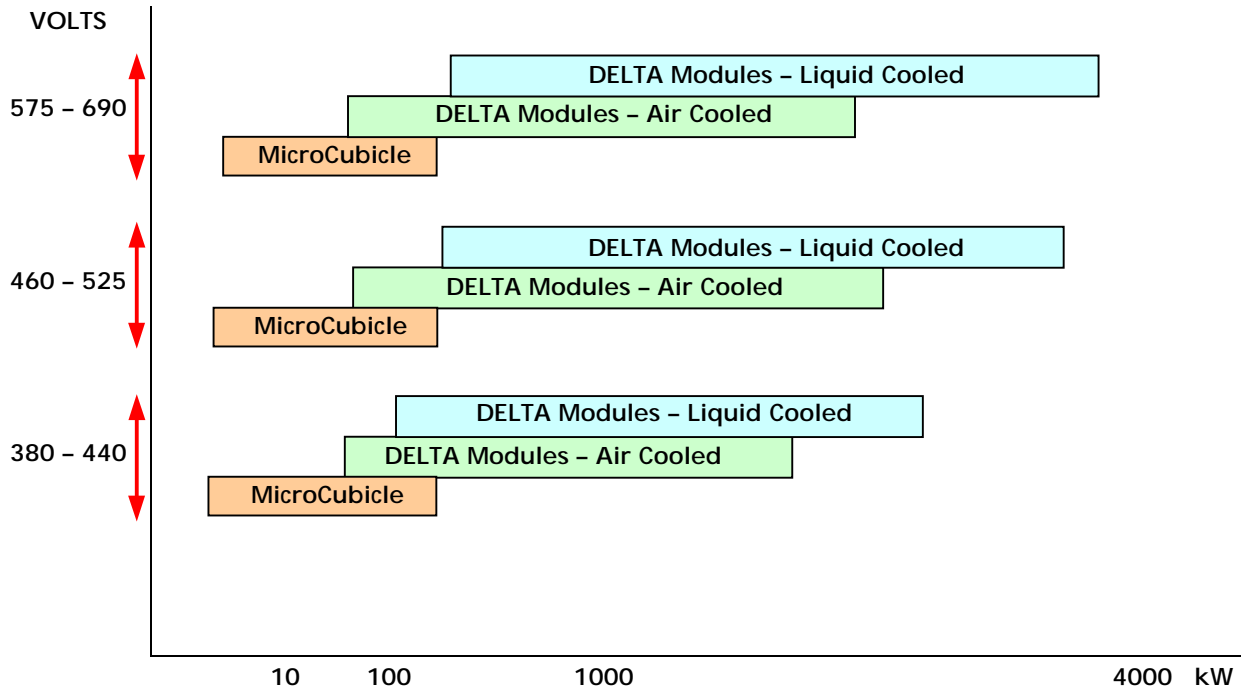 VOLTS
DELTA Modules – Liquid Cooled
575 – 690
DELTA Modules – Air Cooled
MicroCubicle
DELTA Modules – Liquid Cooled
460 – 525
DELTA Modules – Air Cooled
MicroCubicle
DELTA Modules – Liquid Cooled
380 – 440
DELTA Modules – Air Cooled
MicroCubicle
10 100 1000 4000 kW